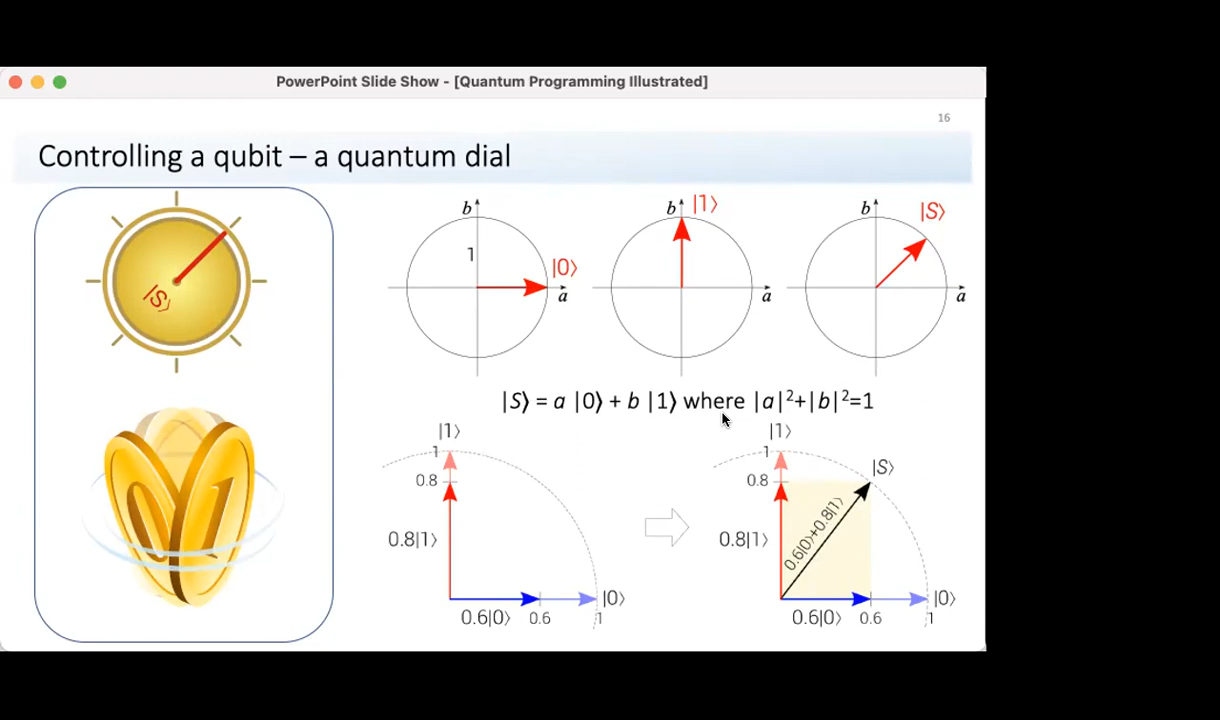 PowerPoint Slide Show - [Quantum Programming Illustrated]
16
Controlling a qubit – a quantum dial
|S⟩
0 1
b
1
|0⟩
a
b
|1⟩
a
b
|S⟩
a
|S⟩ = a |0⟩ + b |1⟩ where |a|²+|b|²=1
|1⟩
1
0.8
0.8|1⟩
|0⟩
0.6|0⟩ 0.6 1
|1⟩
1
0.8
|S⟩
0.8|1⟩
0.6|0⟩+0.8|1⟩
|0⟩
0.6|0⟩ 0.6 1